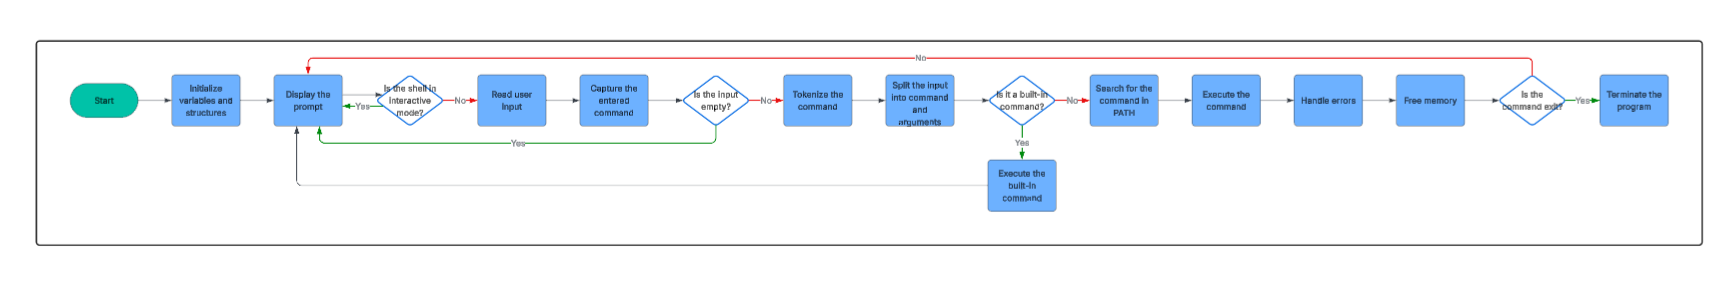 No
Start
Initialize
variables and
structures
Display the
prompt
Yes
Is the shell in
interactive
mode?
No
Read user
input
Capture the
entered
command
Is the input
empty?
No
Tokenize the
command
Split the input
into command
and
arguments
Is it a built-in
command?
No
Search for the
command in
PATH
Execute the
command
Handle errors
Free memory
Is the
command exit?
Yes
Terminate the
program
Yes
Yes
Execute the
built-in
command